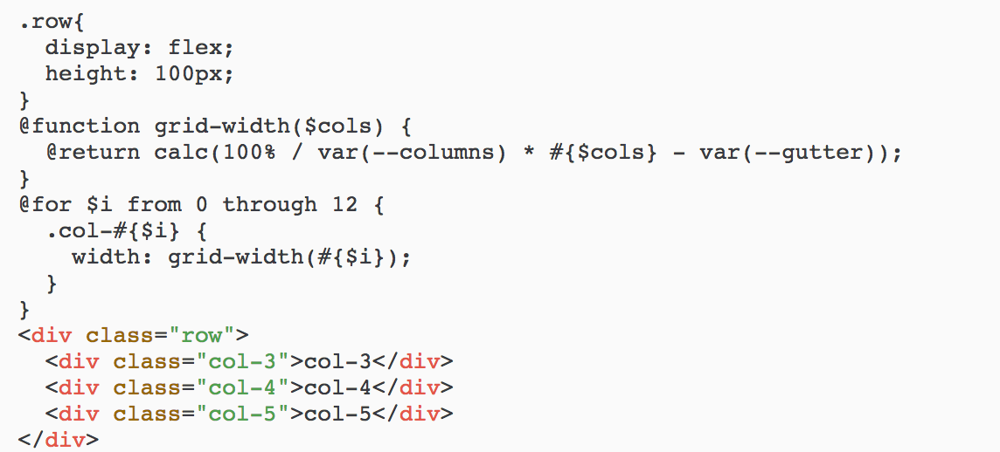 .row{
  display: flex;
  height: 100px;
}
@function grid-width($cols) {
  @return calc(100% / var(--columns) * #{$cols} - var(--gutter));
}
@for $i from 0 through 12 {
  .col-#{$i} {
    width: grid-width(#{$i});
  }
}
<div class="row">
  <div class="col-3">col-3</div>
  <div class="col-4">col-4</div>
  <div class="col-5">col-5</div>
</div>